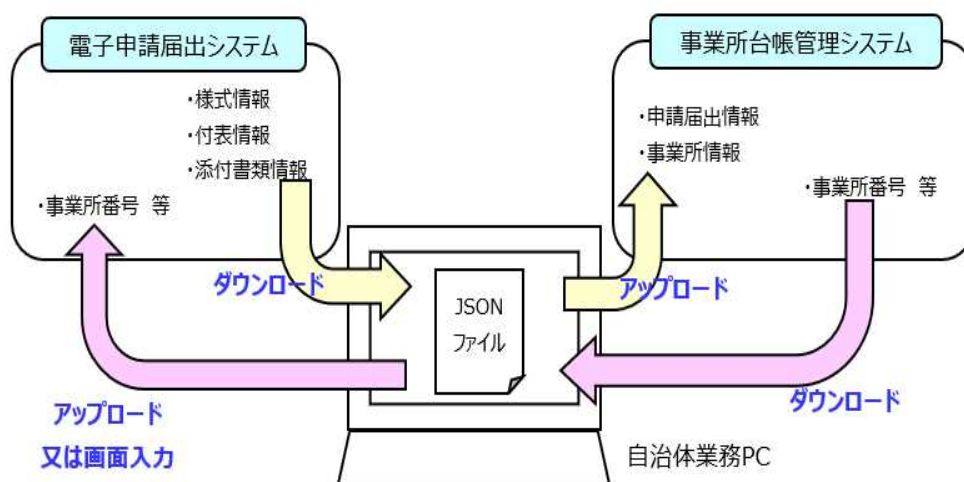 電子申請届出システム
・様式情報
・付表情報
・添付書類情報
・事業所番号 等
事業所台帳管理システム
・申請届出情報
・事業所情報
・事業所番号 等
ダウンロード
アップロード
JSON
ファイル
アップロード
又は画面入力
ダウンロード
自治体業務PC